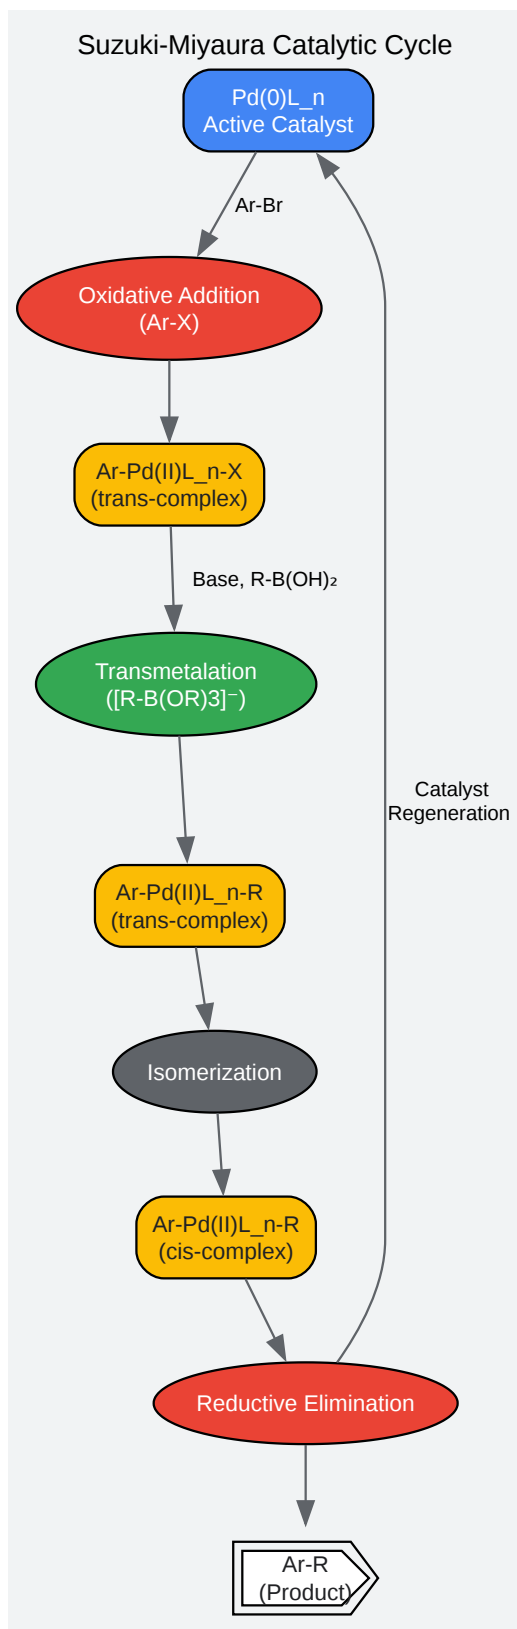 Suzuki-Miyaura Catalytic Cycle
Pd(0)L_n
Active Catalyst
Ar-Br
Oxidative Addition
(Ar-X)
Ar-Pd(II)L_n-X
(trans-complex)
Base, R-B(OH)₂
Transmetalation
([R-B(OR)3]⁻)
Catalyst
Regeneration
Ar-Pd(II)L_n-R
(trans-complex)
Isomerization
Ar-Pd(II)L_n-R
(cis-complex)
Reductive Elimination
Ar-R
(Product)